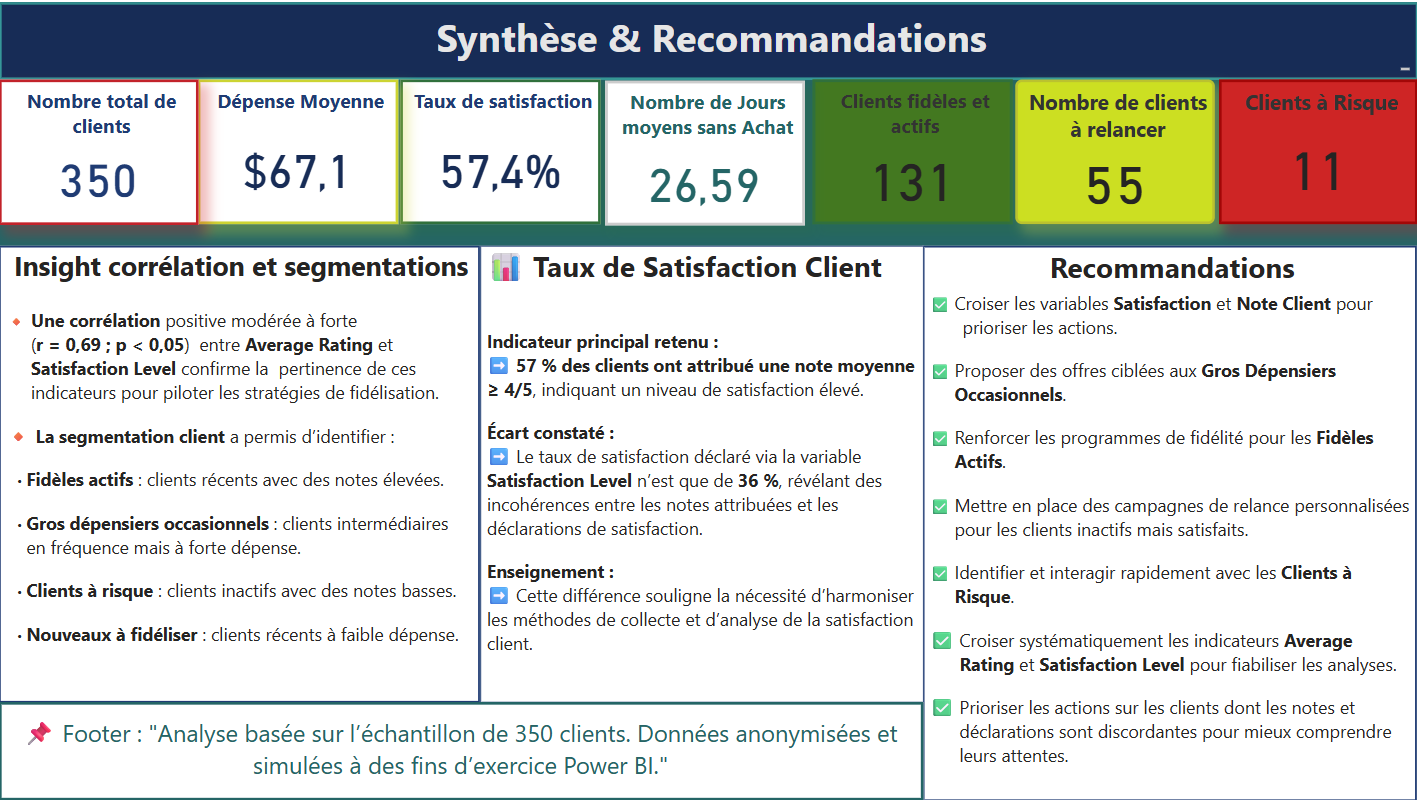 Synthèse & Recommandations
Nombre total de
clients
350
Dépense Moyenne
$67,1
Taux de satisfaction
57,4%
Nombre de Jours
moyens sans Achat
26,59
Clients fidèles et
actifs
131
Nombre de clients
à relancer
55
Clients à Risque
11
Insight corrélation et segmentations
Une corrélation positive modérée à forte
(r = 0,69 ; p < 0,05) entre Average Rating et
Satisfaction Level confirme la pertinence de ces
indicateurs pour piloter les stratégies de fidélisation.
La segmentation client a permis d'identifier :
· Fidèles actifs : clients récents avec des notes élevées.
· Gros dépensiers occasionnels : clients intermédiaires
en fréquence mais à forte dépense.
· Clients à risque : clients inactifs avec des notes basses.
· Nouveaux à fidéliser : clients récents à faible dépense.
📊 Taux de Satisfaction Client
Indicateur principal retenu :
➡️ 57 % des clients ont attribué une note moyenne
≥ 4/5, indiquant un niveau de satisfaction élevé.
Écart constaté :
➡️ Le taux de satisfaction déclaré via la variable
Satisfaction Level n'est que de 36 %, révélant des
incohérences entre les notes attribuées et les
déclarations de satisfaction.
Enseignement :
➡️ Cette différence souligne la nécessité d'harmoniser
les méthodes de collecte et d'analyse de la satisfaction
client.
Recommandations
✅ Croiser les variables Satisfaction et Note Client pour
prioriser les actions.
✅ Proposer des offres ciblées aux Gros Dépensiers
Occasionnels.
✅ Renforcer les programmes de fidélité pour les Fidèles
Actifs.
✅ Mettre en place des campagnes de relance personnalisées
pour les clients inactifs mais satisfaits.
✅ Identifier et interagir rapidement avec les Clients à
Risque.
✅ Croiser systématiquement les indicateurs Average
Rating et Satisfaction Level pour fiabiliser les analyses.
✅ Prioriser les actions sur les clients dont les notes et
déclarations sont discordantes pour mieux comprendre
leurs attentes.
📌 Footer : "Analyse basée sur l'échantillon de 350 clients. Données anonymisées et
simulées à des fins d'exercice Power BI."